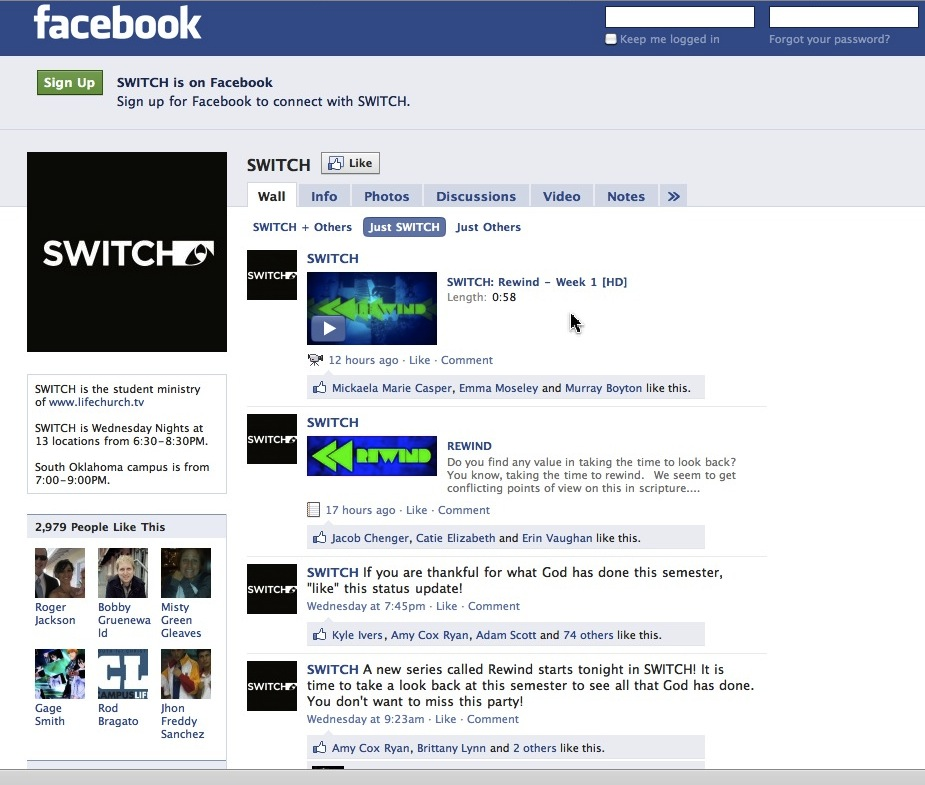 facebook
Keep me logged in
Forgot your password?
Sign Up
SWITCH is on Facebook
Sign up for Facebook to connect with SWITCH.
SWITCH
SWITCH
Like
Wall
Info
Photos
Discussions
Video
Notes
»
SWITCH + Others
Just SWITCH
Just Others
SWITCH
SWITCH
REWIND
SWITCH: Rewind - Week 1 [HD]
Length: 0:58
12 hours ago · Like · Comment
Mickaela Marie Casper, Emma Moseley and Murray Boyton like this.
SWITCH
SWITCH
REWIND
REWIND
Do you find any value in taking the time to look back?
You know, taking the time to rewind. We seem to get
conflicting points of view on this in scripture....
17 hours ago · Like · Comment
Jacob Chenger, Catie Elizabeth and Erin Vaughan like this.
SWITCH
SWITCH If you are thankful for what God has done this semester,
"like" this status update!
Wednesday at 7:45pm · Like · Comment
Kyle Ivers, Amy Cox Ryan, Adam Scott and 74 others like this.
SWITCH
SWITCH A new series called Rewind starts tonight in SWITCH! It is
time to take a look back at this semester to see all that God has done.
You don't want to miss this party!
Wednesday at 9:23am · Like · Comment
Amy Cox Ryan, Brittany Lynn and 2 others like this.
SWITCH is the student ministry
of www.lifechurch.tv
SWITCH is Wednesday Nights at
13 locations from 6:30-8:30PM.
South Oklahoma campus is from
7:00-9:00PM.
2,979 People Like This
Roger
Jackson
Bobby
Gruenewa
ld
Misty
Green
Gleaves
CL
CAMPUSLIF
Gage
Smith
Rod
Bragato
Jhon
Freddy
Sanchez